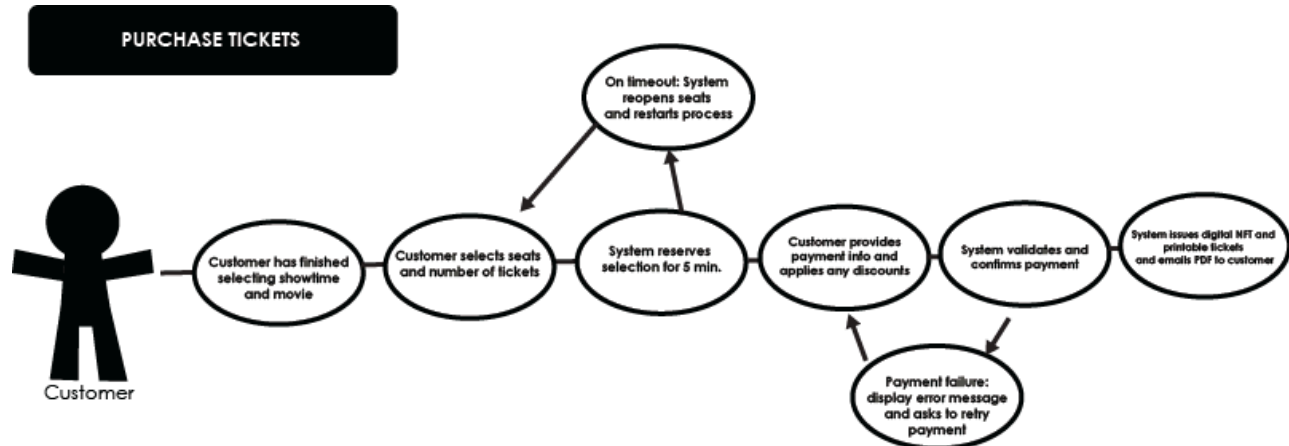 PURCHASE TICKETS
On timeout: System
reopens seats
and restarts process
Customer has finished
selecting showtime
and movie
Customer selects seats
and number of tickets
System reserves
selection for 5 min.
Customer provides
payment info and
applies any discounts
System validates and
confirms payment
System issues digital NFT and
printable tickets
and emails PDF to customer
Payment failure:
display error message
and asks to retry
payment
Customer